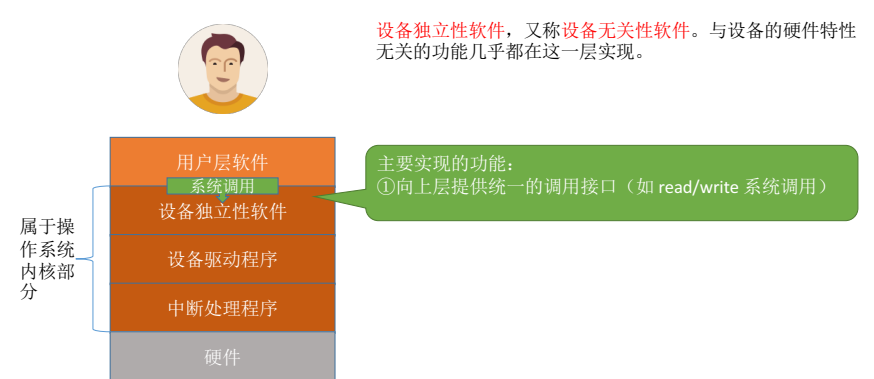 设备独立性软件，又称设备无关性软件。与设备的硬件特性
无关的功能几乎都在这一层实现。
用户层软件
系统调用
设备独立性软件
设备驱动程序
中断处理程序
硬件
属于操
作系统
内核部
分
主要实现的功能：
①向上层提供统一的调用接口（如 read/write 系统调用）